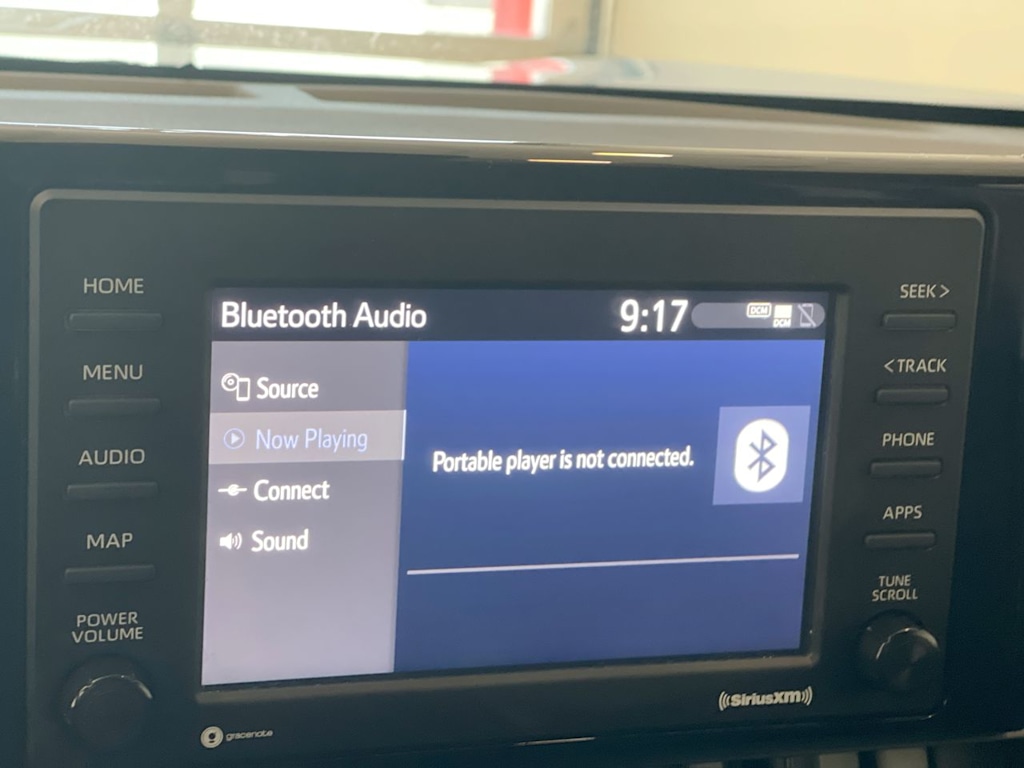 HOME
MENU
AUDIO
MAP
POWER
VOLUME
Bluetooth Audio
9:17
DCM
DCM
Source
Now Playing
Connect
Sound
Portable player is not connected.
SEEK >
< TRACK
PHONE
APPS
TUNE
SCROLL
gracenote
SiriusXM